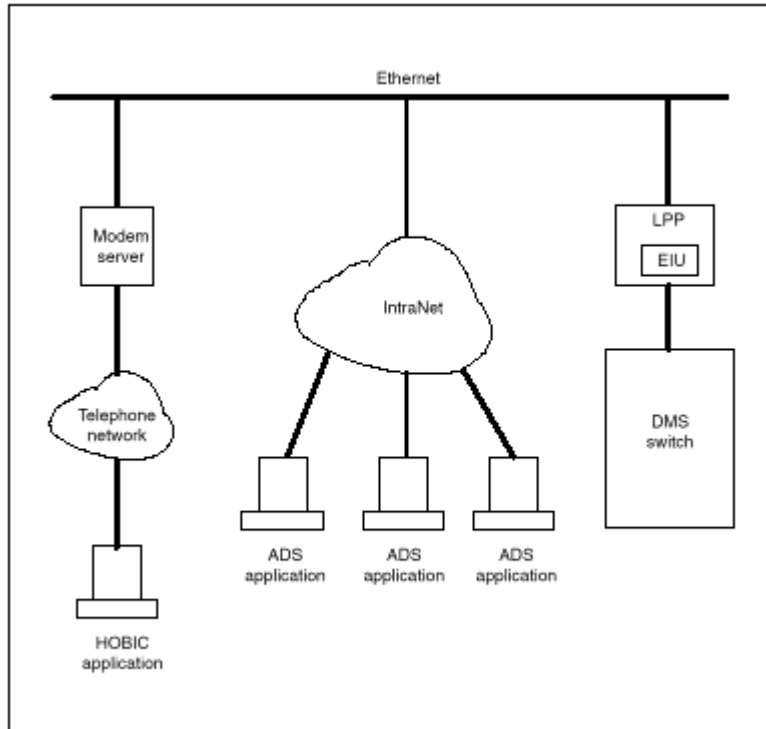 Ethernet
Modem
server
LPP
EIU
IntraNet
Telephone
network
DMS
switch
ADS
application
ADS
application
ADS
application
HOBIC
application